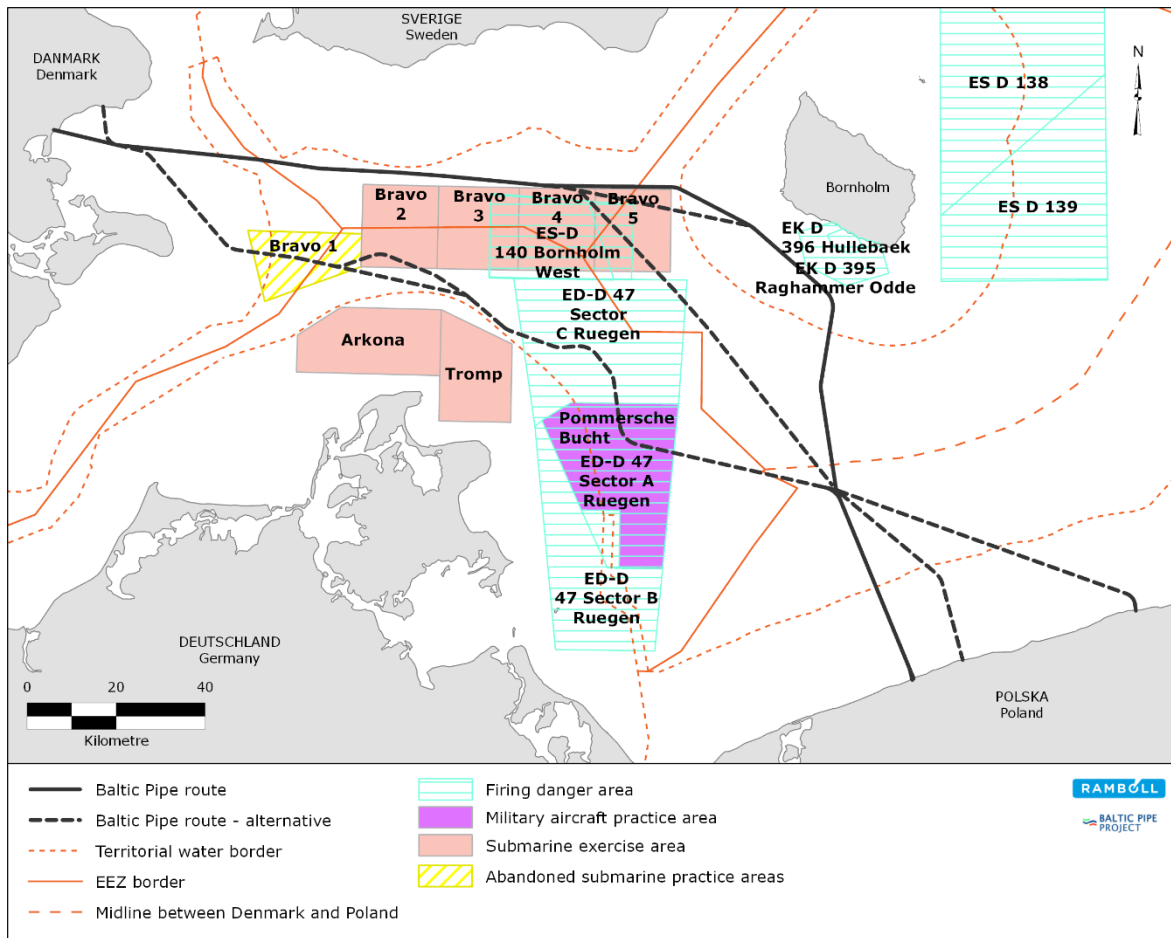 SVERIGE
Sweden
DANMARK
Denmark
N
ES D 138
ES D 139
Bornholm
Bravo
2
Bravo
3
Bravo
4
Bravo
5
Bravo 1
ES-D
140 Bornholm
West
EK D
396 Hullebaek
EK D 395
Raghammer Odde
ED-D 47
Sector
C Ruegen
Arkona
Tromp
Pommersche
Bucht
ED-D 47
Sector A
Ruegen
ED-D
47 Sector B
Ruegen
DEUTSCHLAND
Germany
0 20 40
Kilometre
POLSKA
Poland
Baltic Pipe route
Baltic Pipe route - alternative
Territorial water border
EEZ border
Midline between Denmark and Poland
Firing danger area
Military aircraft practice area
Submarine exercise area
Abandoned submarine practice areas
RAMBOLL
BALTIC PIPE
PROJECT